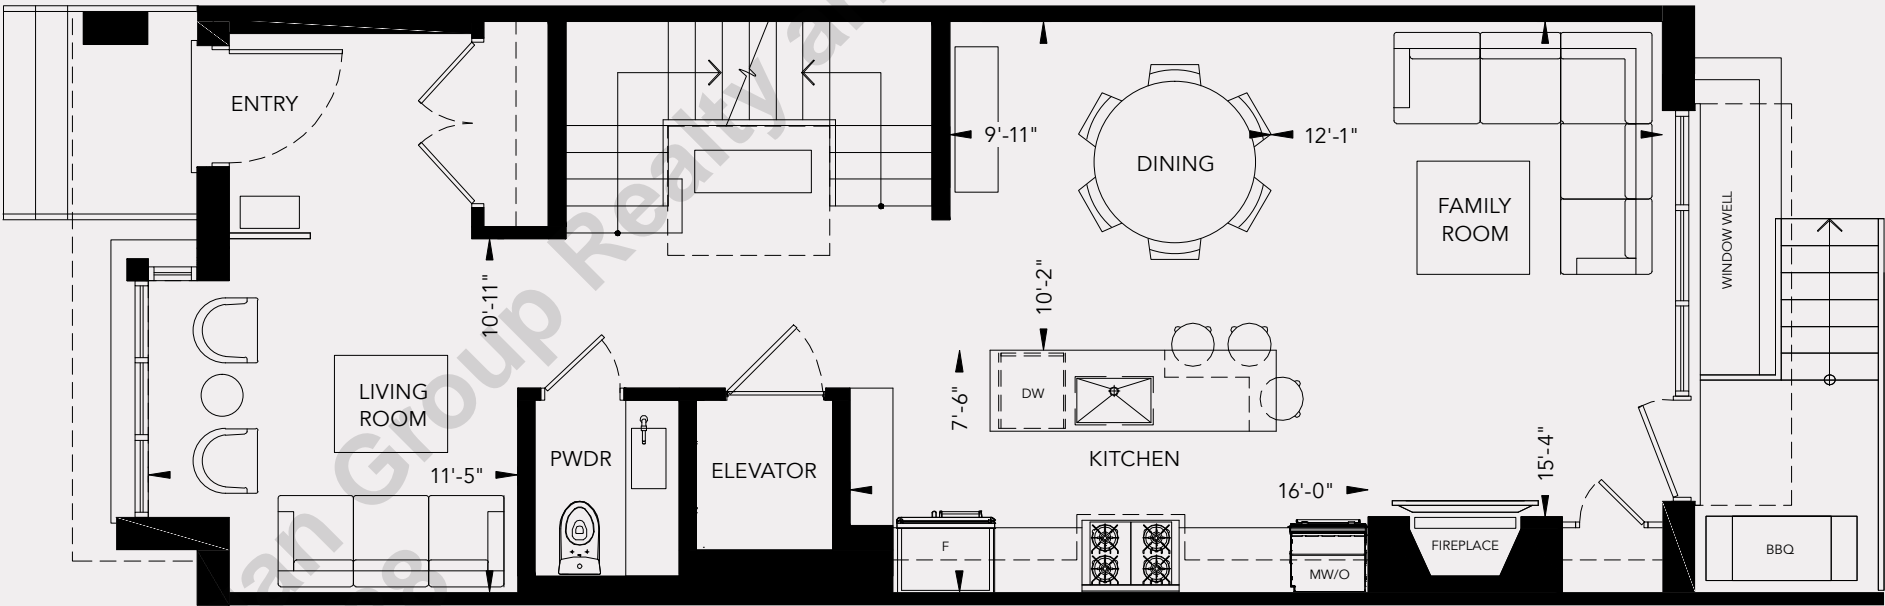 ENTRY
9'-11"
DINING
12'-1"
FAMILY
ROOM
WINDOW WELL
10'-11"
10'-2"
LIVING
ROOM
7'-6"
DW
11'-5"
PWDR
ELEVATOR
KITCHEN
16'-0"
15'-4"
F
MW/O
FIREPLACE
BBQ
an Group Realty a